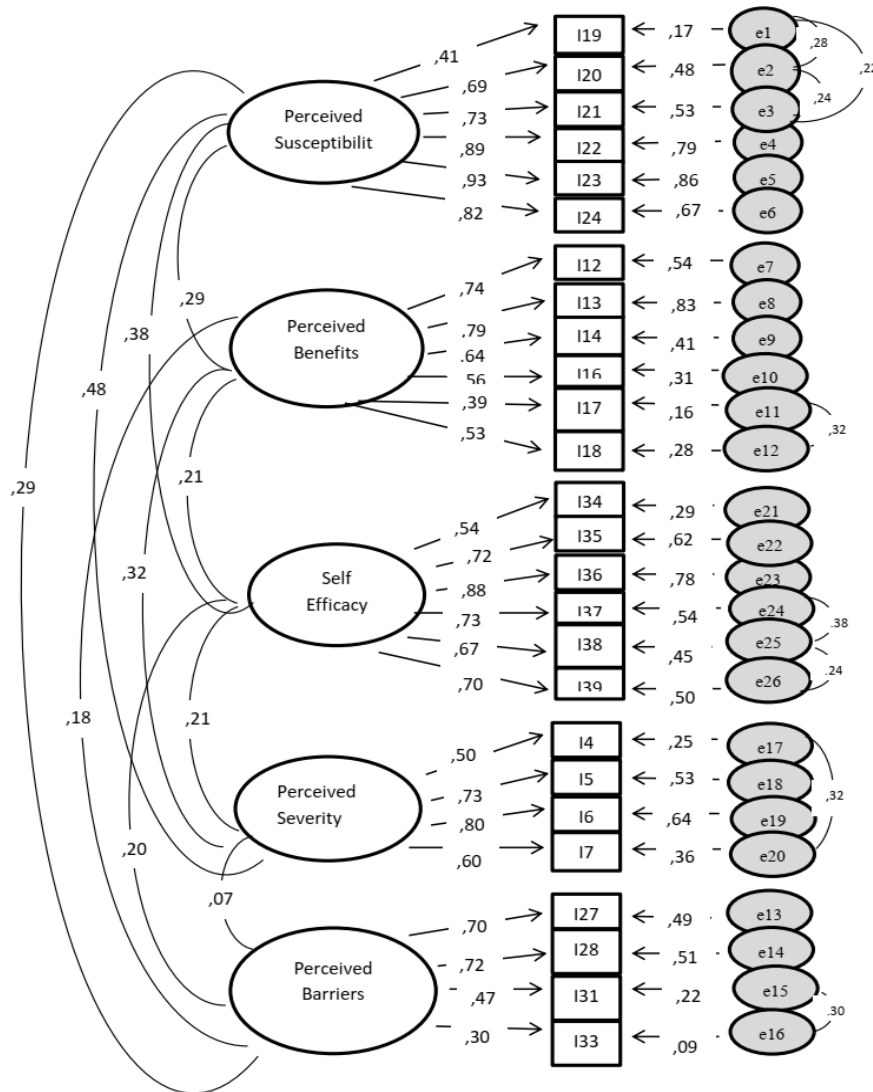 I19 ,17 e1
,28
,41
,22
,69 I20 ,48 e2
,24
Perceived
Susceptibilit
,73 I21 ,53 e3
,89 I22 ,79 e4
,93 I23 ,86 e5
,82 I24 ,67 e6
,74 I12 ,54 e7
,29
,79 I13 ,83 e8
Perceived
Benefits
,38
.64 I14 ,41 e9
,48
56 I16 ,31 e10
,39 I17 ,16 e11
,32
,53 I18 ,28 e12
,29
,21
,54 I34 ,29 e21
,72 I35 ,62 e22
,32
Self
Efficacy
,88 I36 ,78 e23
,73 I37 ,54 e24
,38
,67 I38 ,45 e25
,24
,70 I39 ,50 e26
,18
,21
,50 I4 ,25 e17
,73 I5 ,53 e18
,32
Perceived
Severity
,80 I6 ,64 e19
,60 I7 ,36 e20
,20
,07
,70 I27 ,49 e13
,72 I28 ,51 e14
Perceived
Barriers
,47 I31 ,22 e15
,30
,30 I33 ,09 e16